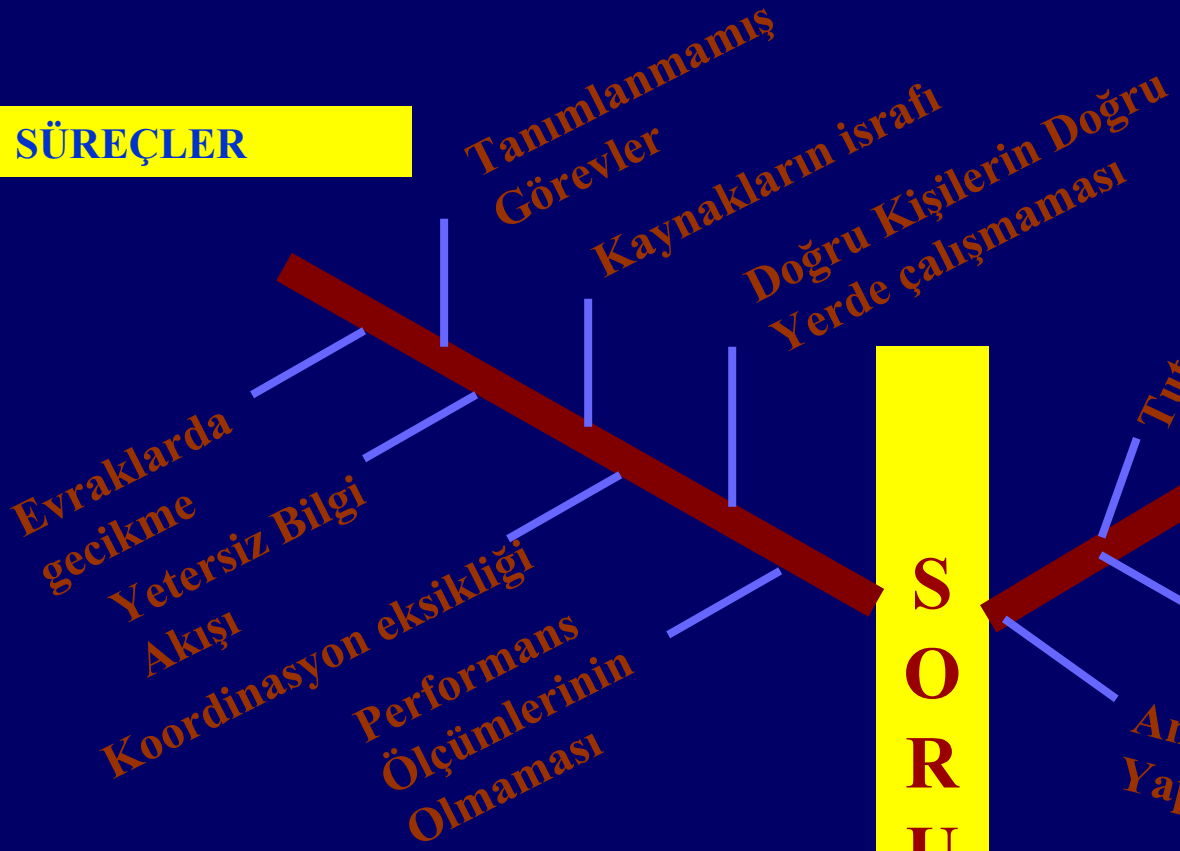 SÜREÇLER
Tanımlanmamış
Görevler
Kaynakların israfı
Doğru Kişilerin Doğru
Yerde çalışmaması
Evraklarda
gecikme
Yetersiz Bilgi
Akışı
Koordinasyon eksikliği
Performans
Ölçümlerinin
Olmaması
S
O
R
U